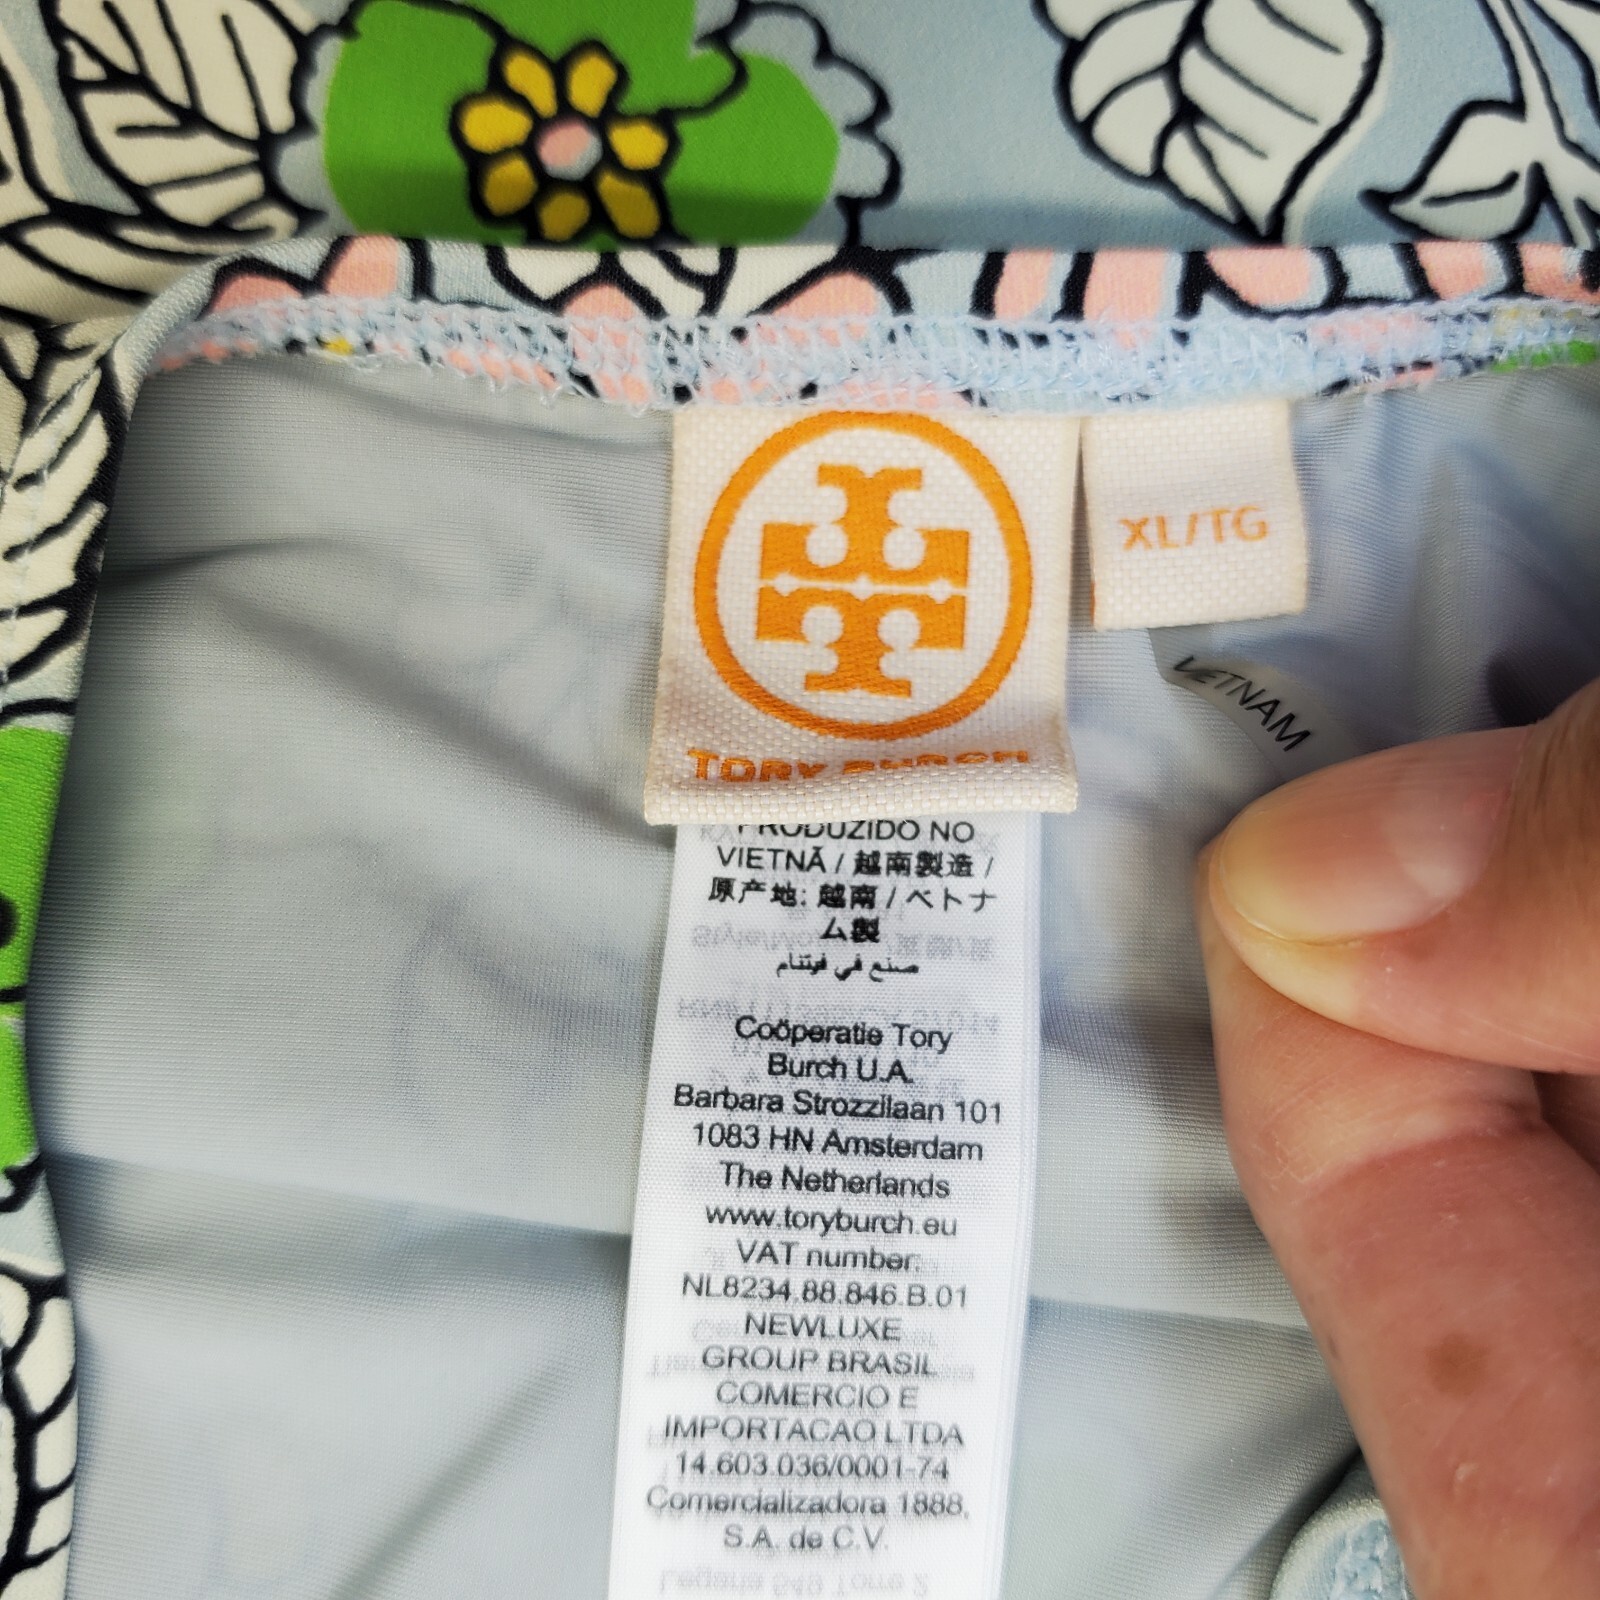 XL/TG
VIETNAM
TORY BURCH
PRODUZIDO NO
VIETNÃ / 越南製造 /
原产地: 越南 / ベトナ
ム製
صنع في فيتنام
Coöperatie Tory
Burch U.A.
Barbara Strozzilaan 101
1083 HN Amsterdam
The Netherlands
www.toryburch.eu
VAT number:
NL8234.88.846.B.01
NEWLUXE
GROUP BRASIL
COMERCIO E
IMPORTACAO LTDA
14.603.036/0001-74
Comercializadora 1888,
S.A. de C.V.